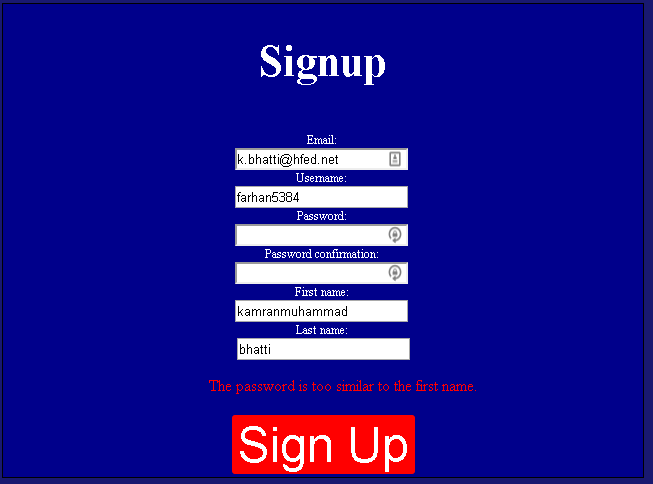 Signup
Email:
k.bhatti@hfed.net
Username:
farhan5384
Password:
Password confirmation:
First name:
kamranmuhammad
Last name:
bhatti
The password is too similar to the first name.
Sign Up